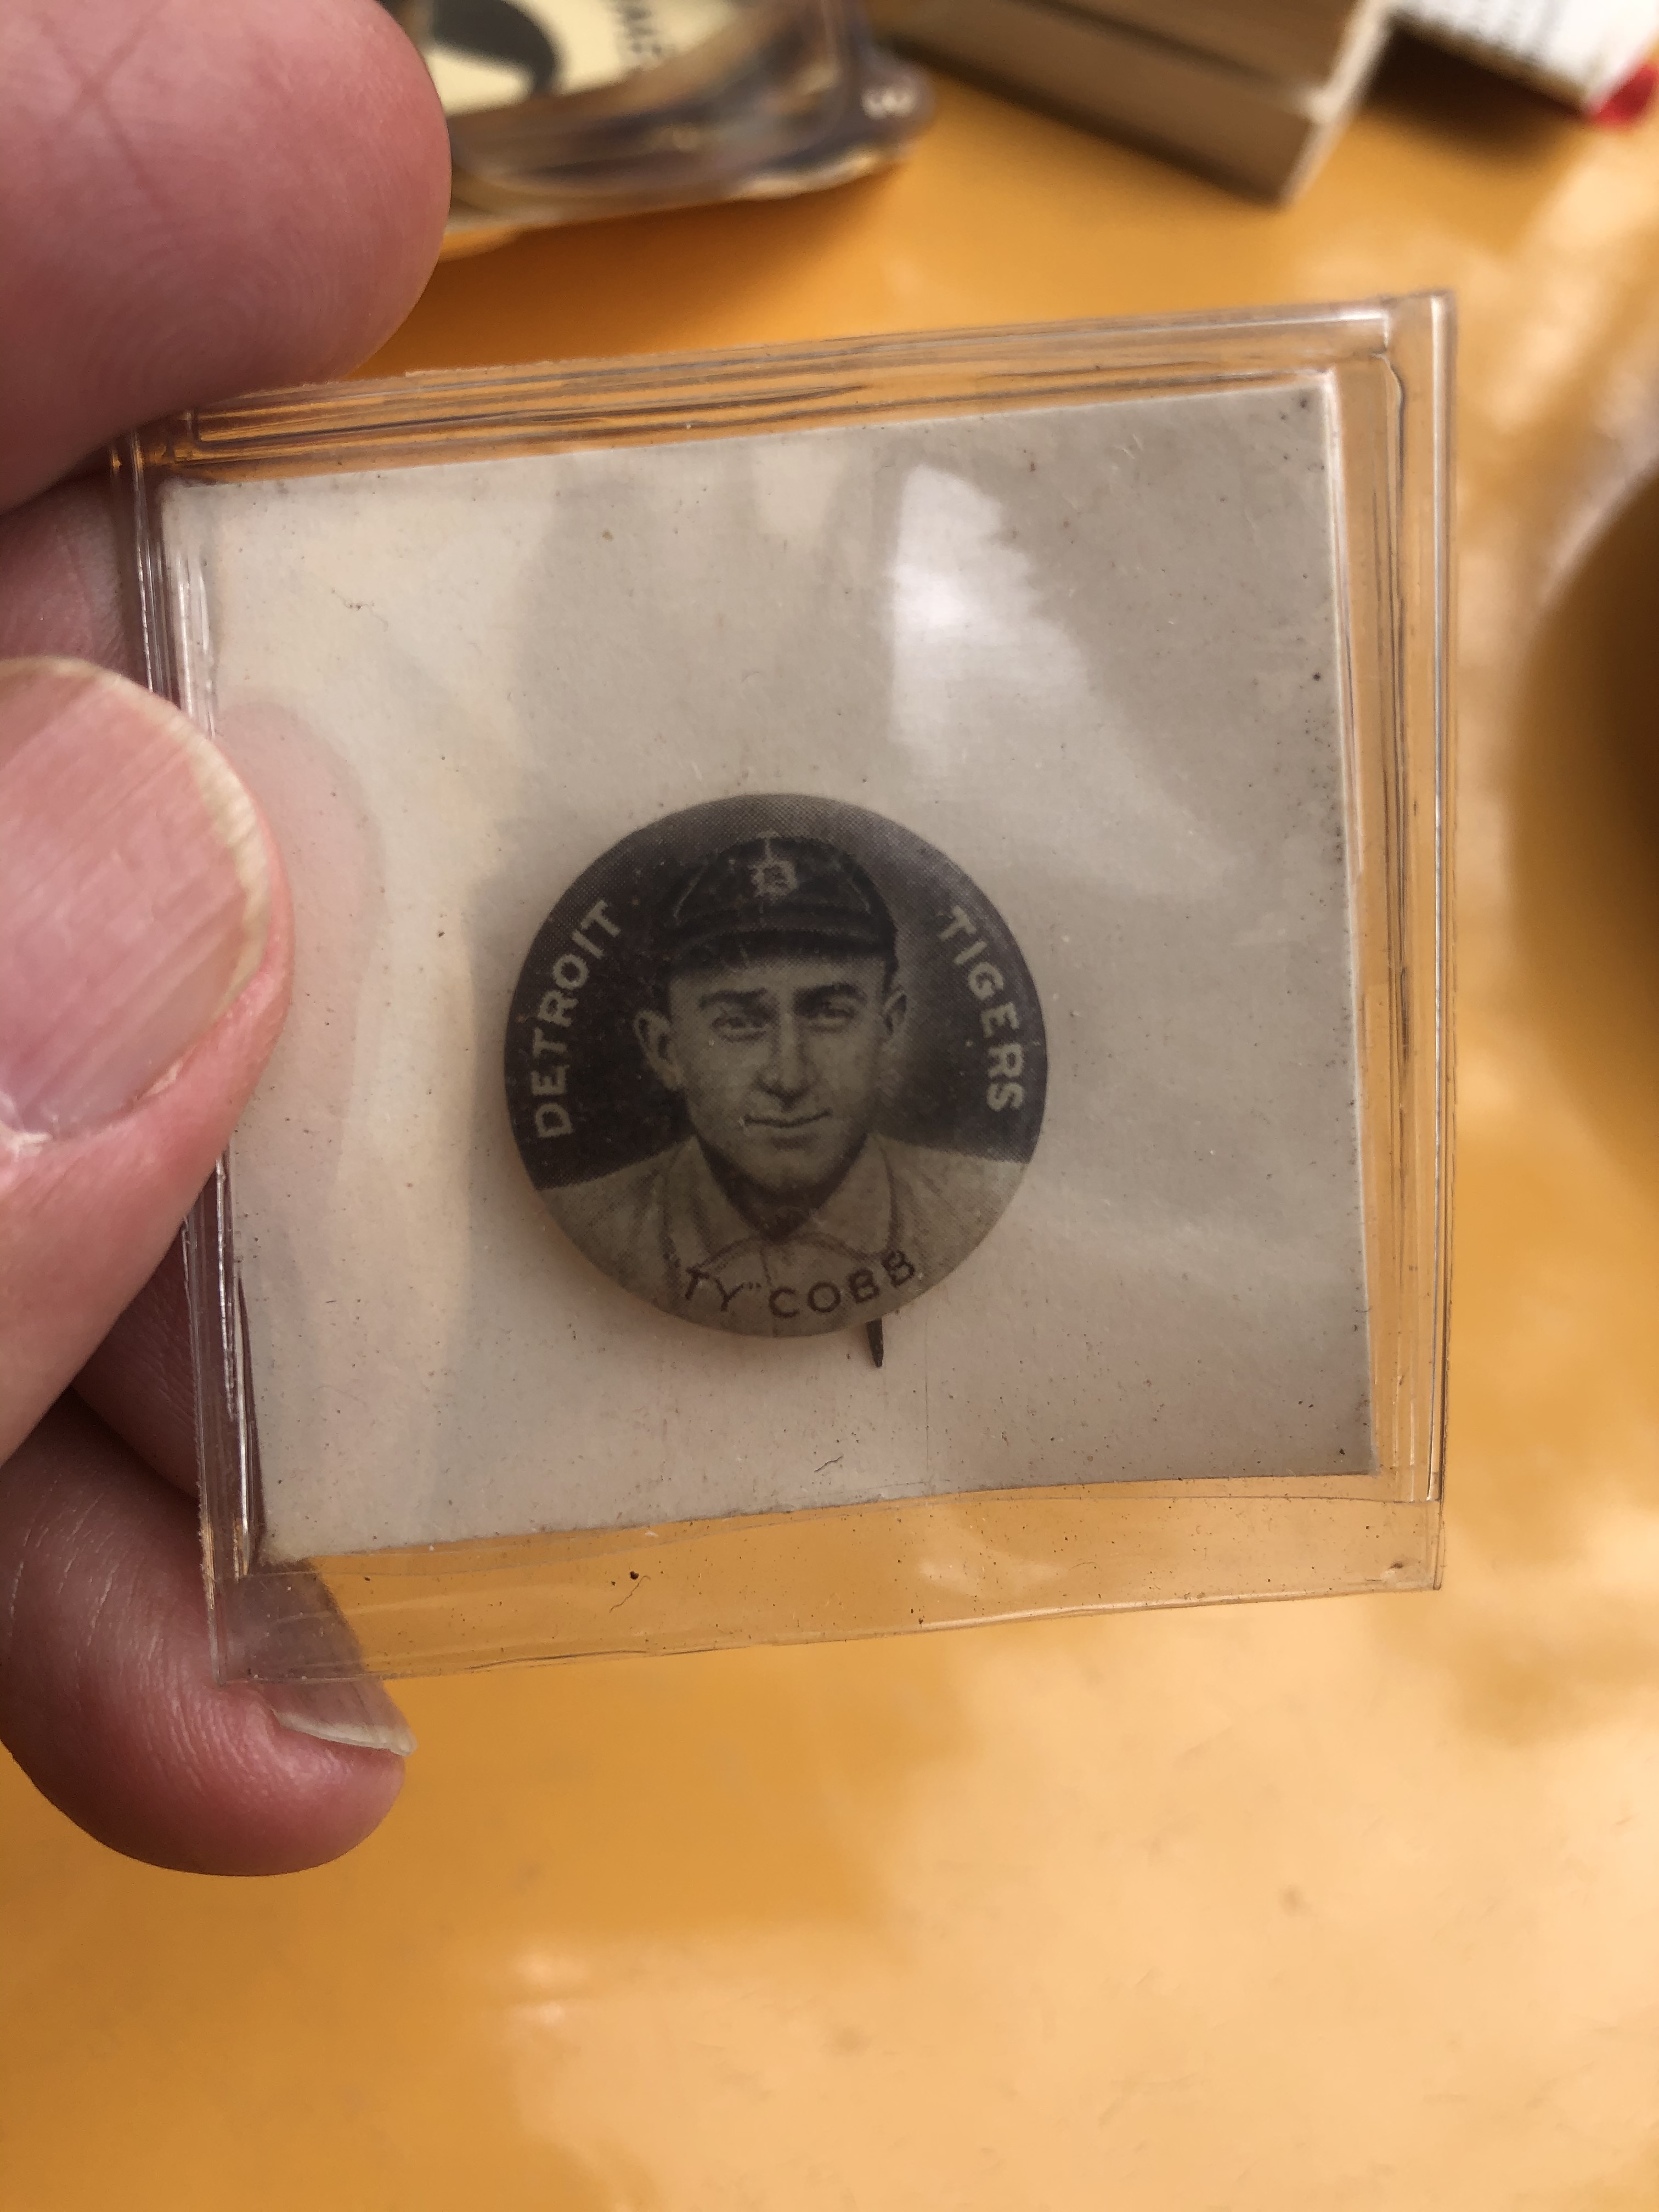 DETROIT
TIGERS
"TY" COBB